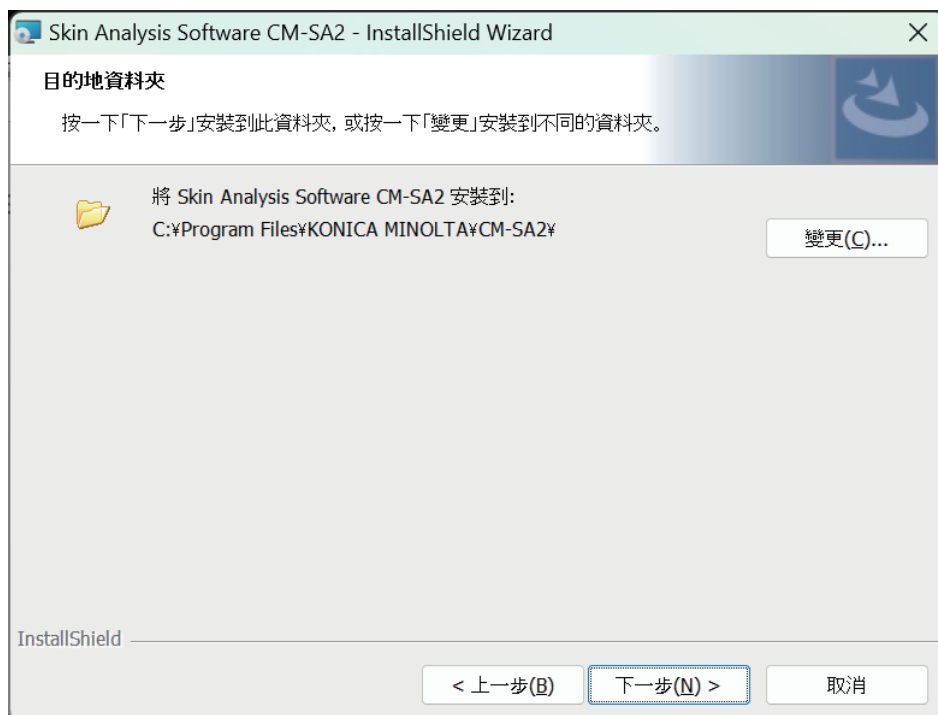 Skin Analysis Software CM-SA2 - InstallShield Wizard
目的地資料夾
按一下「下一步」安裝到此資料夾, 或按一下「變更」安裝到不同的資料夾。
將 Skin Analysis Software CM-SA2 安裝到:
C:¥Program Files¥KONICA MINOLTA¥CM-SA2¥
變更(C)...
InstallShield
< 上一步(B)
下一步(N) >
取消